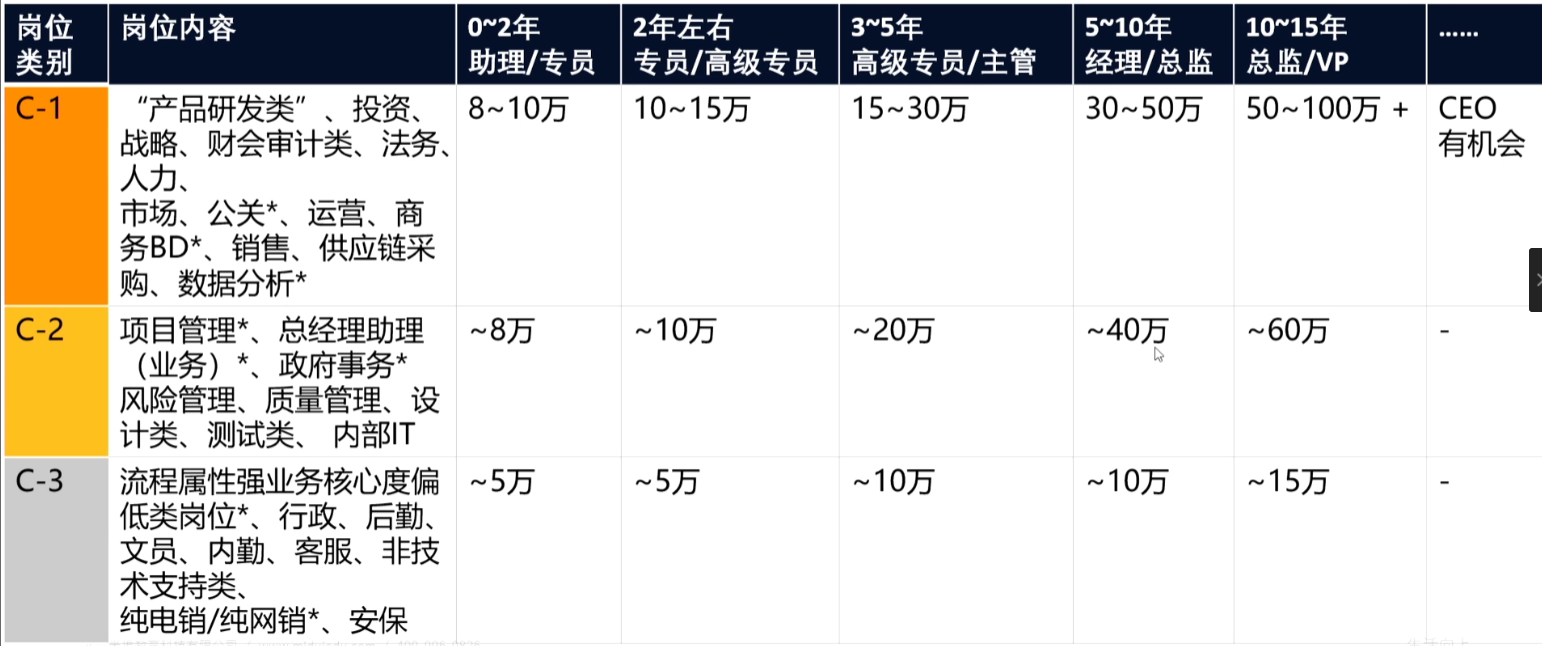 岗位
类别
岗位内容
0~2年
助理/专员
2年左右
专员/高级专员
3~5年
高级专员/主管
5~10年
经理/总监
10~15年
总监/VP
……
C-1
“产品研发类”、投资、
战略、财会审计类、法务、
人力、
市场、公关*、运营、商
务BD*、销售、供应链采
购、数据分析*
8~10万
10~15万
15~30万
30~50万
50~100万 +
CEO
有机会
C-2
项目管理*、总经理助理
（业务）*、政府事务*
风险管理、质量管理、设
计类、测试类、 内部IT
~8万
~10万
~20万
~40万
~60万
-
C-3
流程属性强业务核心度偏
低类岗位*、行政、后勤、
文员、内勤、客服、非技
术支持类、
纯电销/纯网销*、安保
~5万
~5万
~10万
~10万
~15万
-